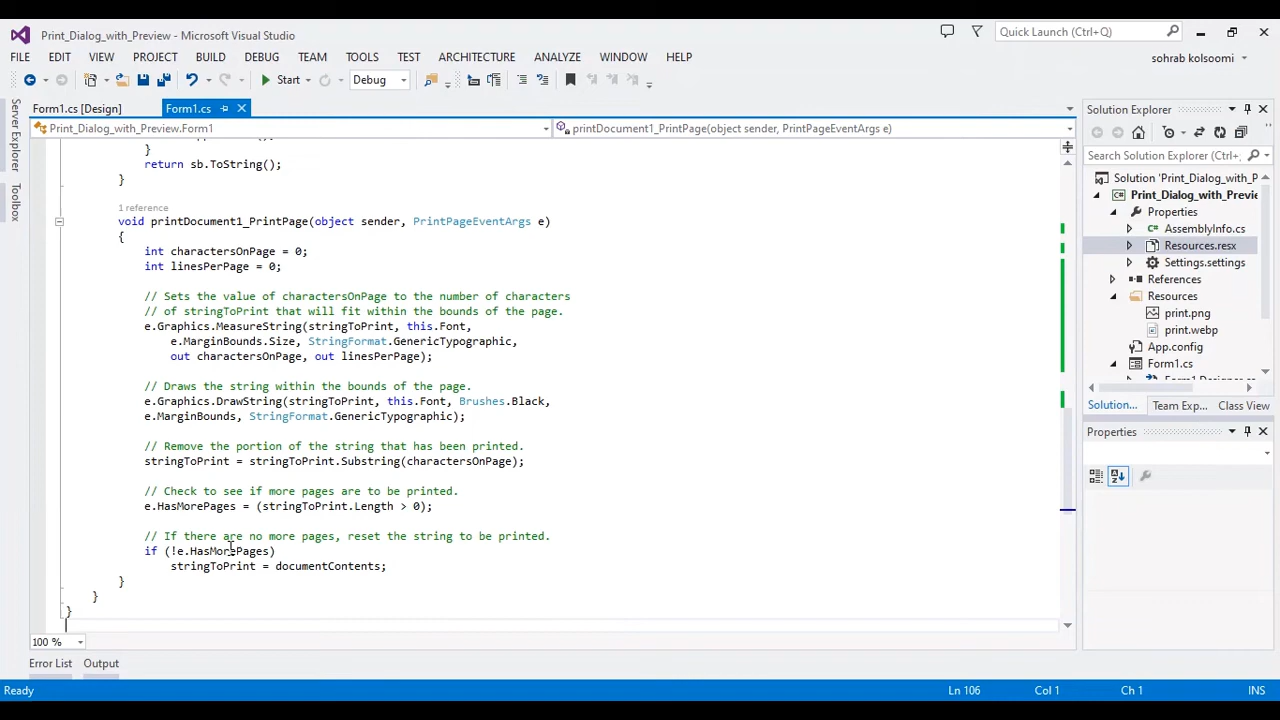 Print_Dialog_with_Preview - Microsoft Visual Studio
Quick Launch (Ctrl+Q)
FILE EDIT VIEW PROJECT BUILD DEBUG TEAM TOOLS TEST ARCHITECTURE ANALYZE WINDOW HELP
sohrab kolsoomi
Start Debug
Form1.cs [Design] Form1.cs
Print_Dialog_with_Preview.Form1 printDocument1_PrintPage(object sender, PrintPageEventArgs e)
}
return sb.ToString();
}
1 reference
void printDocument1_PrintPage(object sender, PrintPageEventArgs e)
{
int charactersOnPage = 0;
int linesPerPage = 0;
// Sets the value of charactersOnPage to the number of characters
// of stringToPrint that will fit within the bounds of the page.
e.Graphics.MeasureString(stringToPrint, this.Font,
e.MarginBounds.Size, StringFormat.GenericTypographic,
out charactersOnPage, out linesPerPage);
// Draws the string within the bounds of the page.
e.Graphics.DrawString(stringToPrint, this.Font, Brushes.Black,
e.MarginBounds, StringFormat.GenericTypographic);
// Remove the portion of the string that has been printed.
stringToPrint = stringToPrint.Substring(charactersOnPage);
// Check to see if more pages are to be printed.
e.HasMorePages = (stringToPrint.Length > 0);
// If there are no more pages, reset the string to be printed.
if (!e.HasMorePages)
stringToPrint = documentContents;
}
}
}
100 %
Error List Output
Ready Ln 106 Col 1 Ch 1 INS
Server Explorer
Toolbox
Solution Explorer
Search Solution Explorer (Ctrl+;
Solution 'Print_Dialog_with_P
Print_Dialog_with_Previe
Properties
AssemblyInfo.cs
Resources.resx
Settings.settings
References
Resources
print.png
print.webp
App.config
Form1.cs
Solution... Team Exp... Class View
Properties